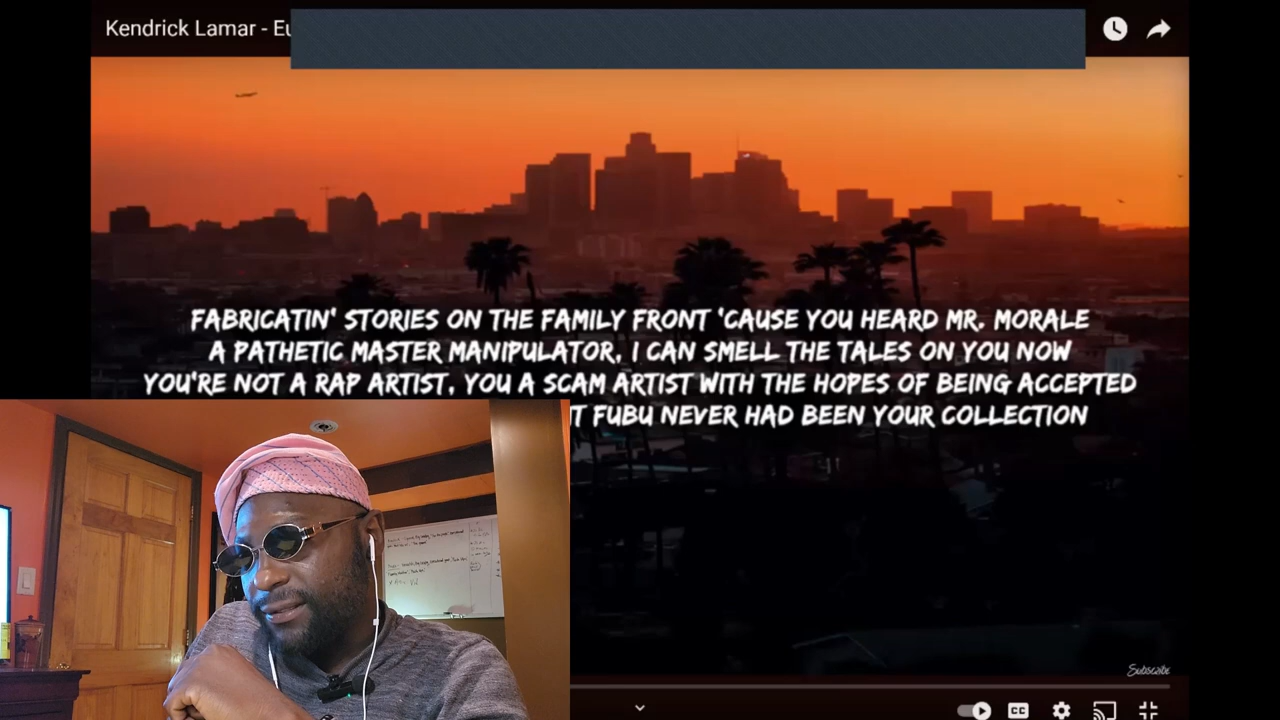 Kendrick Lamar - Eu
FABRICATIN' STORIES ON THE FAMILY FRONT 'CAUSE YOU HEARD MR. MORALE
A PATHETIC MASTER MANIPULATOR, I CAN SMELL THE TALES ON YOU NOW
YOU'RE NOT A RAP ARTIST, YOU A SCAM ARTIST WITH THE HOPES OF BEING ACCEPTED
T FUBU NEVER HAD BEEN YOUR COLLECTION
Subscribe
CC